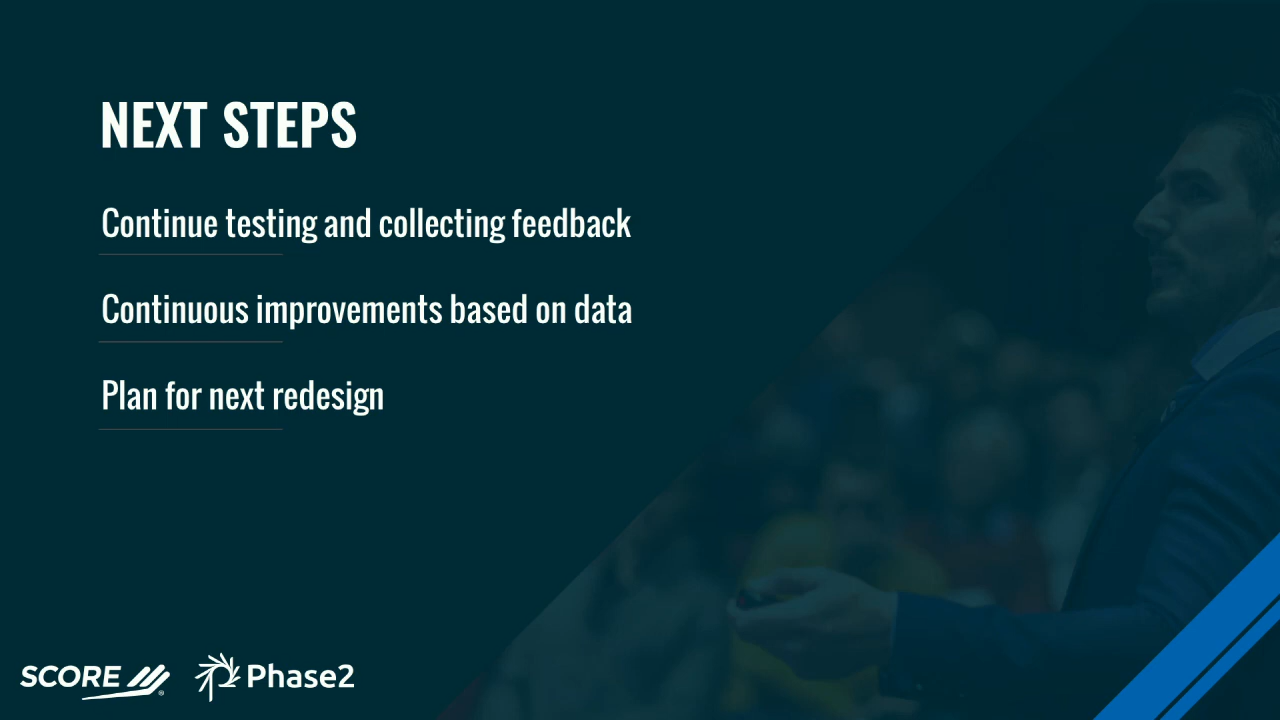 NEXT STEPS
Continue testing and collecting feedback
Continuous improvements based on data
Plan for next redesign
SCORE ®
Phase2